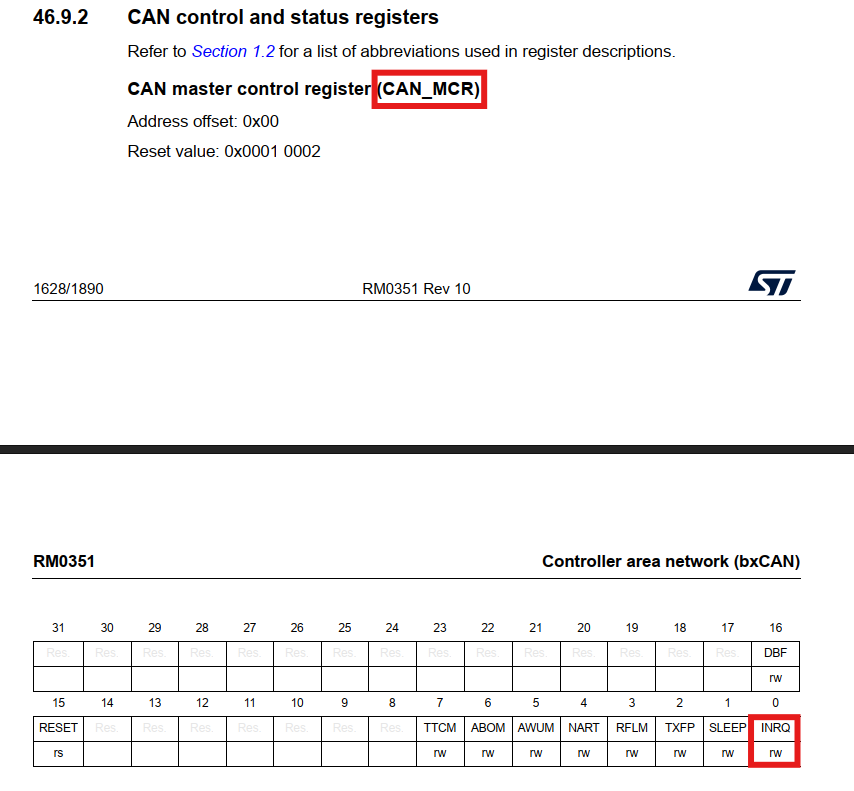 46.9.2 CAN control and status registers
Refer to Section 1.2 for a list of abbreviations used in register descriptions.
CAN master control register (CAN_MCR)
Address offset: 0x00
Reset value: 0x0001 0002
1628/1890 RM0351 Rev 10 ST
RM0351 Controller area network (bxCAN)
31 30 29 28 27 26 25 24 23 22 21 20 19 18 17 16
Res. Res. Res. Res. Res. Res. Res. Res. Res. Res. Res. Res. Res. Res. Res. DBF
rw
15 14 13 12 11 10 9 8 7 6 5 4 3 2 1 0
RESET Res. Res. Res. Res. Res. Res. Res. TTCM ABOM AWUM NART RFLM TXFP SLEEP INRQ
rs rw rw rw rw rw rw rw rw